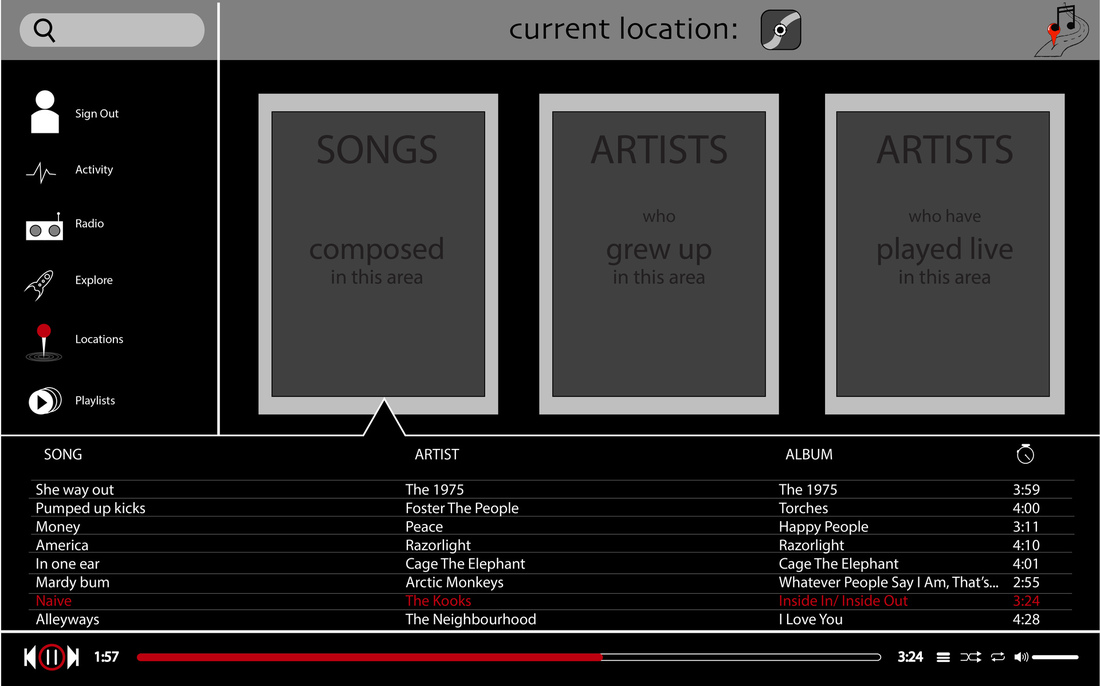 current location:
Sign Out
Activity
Radio
Explore
Locations
Playlists
SONGS
composed
in this area
ARTISTS
who
grew up
in this area
ARTISTS
who have
played live
in this area
SONG ARTIST ALBUM
She way out The 1975 The 1975 3:59
Pumped up kicks Foster The People Torches 4:00
Money Peace Happy People 3:11
America Razorlight Razorlight 4:10
In one ear Cage The Elephant Cage The Elephant 4:01
Mardy bum Arctic Monkeys Whatever People Say I Am, That's... 2:55
Naive The Kooks Inside In/ Inside Out 3:24
Alleyways The Neighbourhood I Love You 4:28
1:57 3:24